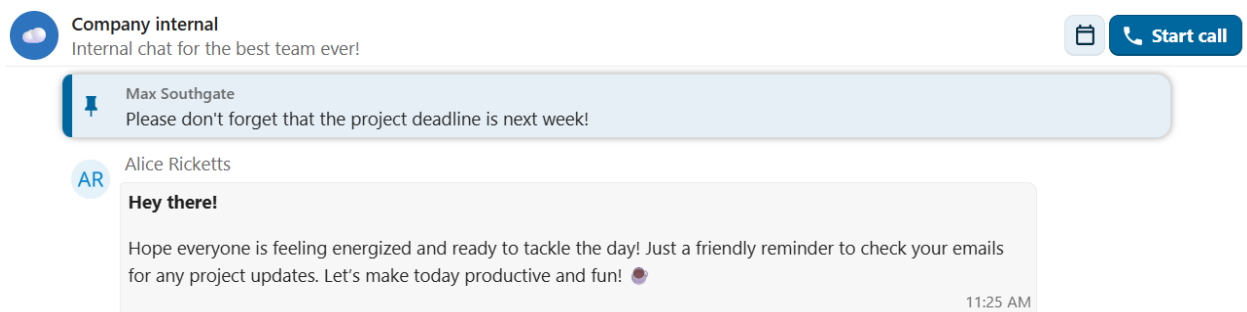 Company internal
Internal chat for the best team ever!
Start call
Max Southgate
Please don't forget that the project deadline is next week!
AR
Alice Ricketts
Hey there!
Hope everyone is feeling energized and ready to tackle the day! Just a friendly reminder to check your emails
for any project updates. Let's make today productive and fun! ☕
11:25 AM